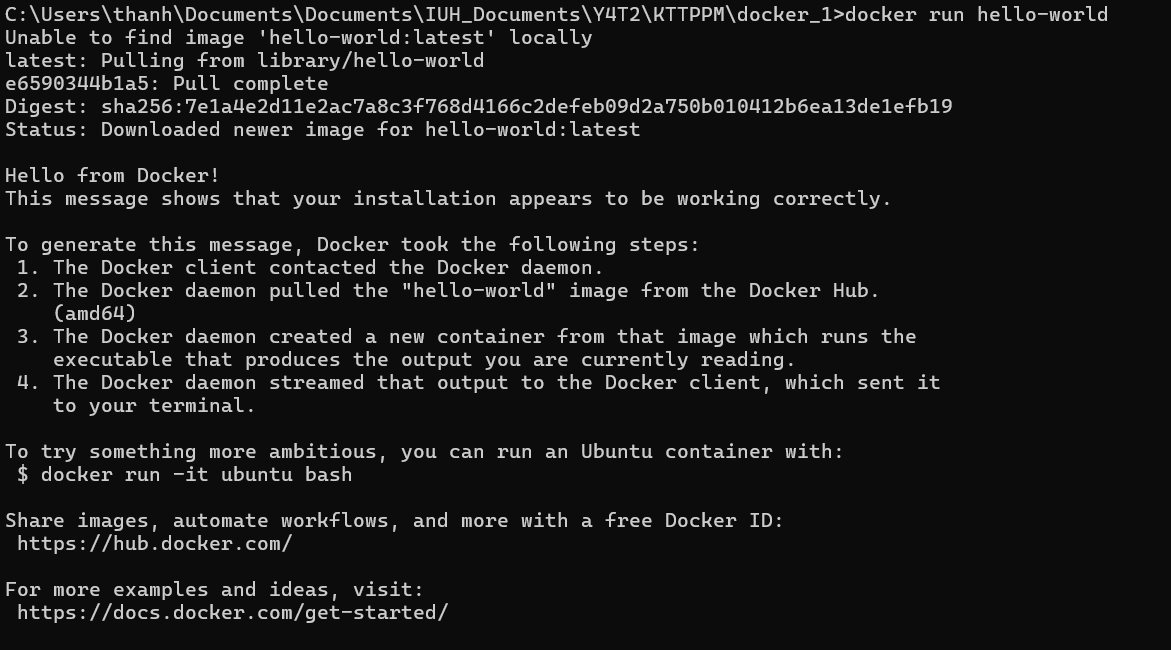 C:\Users\thanh\Documents\Documents\IUH_Documents\Y4T2\KTTPPM\docker_1>docker run hello-world
Unable to find image 'hello-world:latest' locally
latest: Pulling from library/hello-world
e6590344b1a5: Pull complete
Digest: sha256:7e1a4e2d11e2ac7a8c3f768d4166c2defeb09d2a750b010412b6ea13de1efb19
Status: Downloaded newer image for hello-world:latest

Hello from Docker!
This message shows that your installation appears to be working correctly.

To generate this message, Docker took the following steps:
 1. The Docker client contacted the Docker daemon.
 2. The Docker daemon pulled the "hello-world" image from the Docker Hub.
    (amd64)
 3. The Docker daemon created a new container from that image which runs the
    executable that produces the output you are currently reading.
 4. The Docker daemon streamed that output to the Docker client, which sent it
    to your terminal.

To try something more ambitious, you can run an Ubuntu container with:
 $ docker run -it ubuntu bash

Share images, automate workflows, and more with a free Docker ID:
 https://hub.docker.com/

For more examples and ideas, visit:
 https://docs.docker.com/get-started/